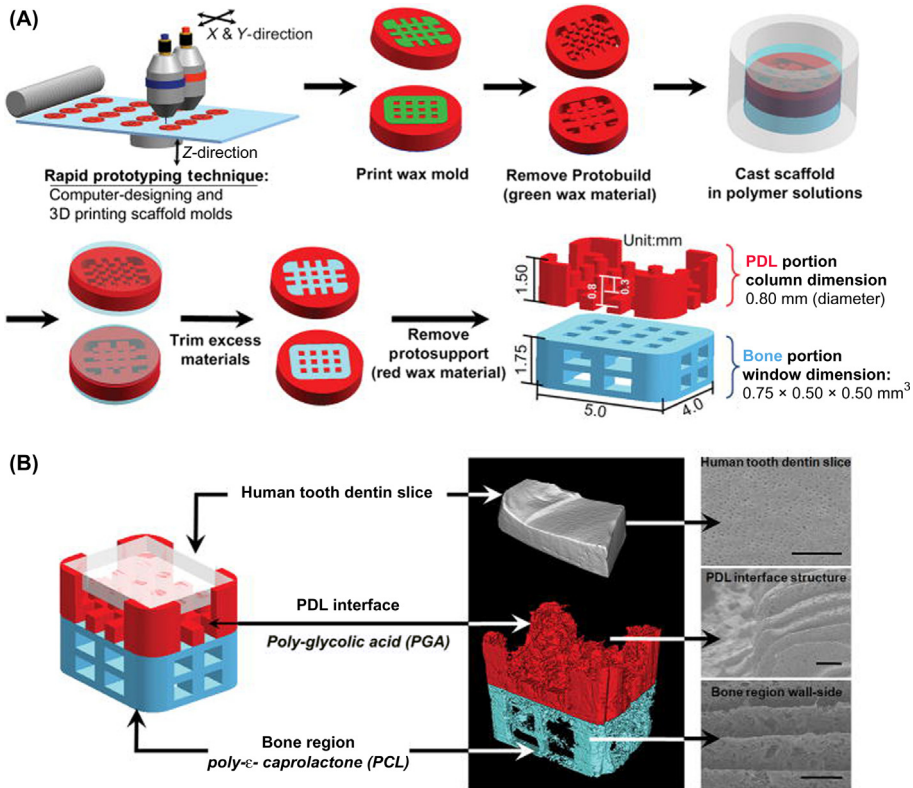 (A)
X & Y-direction
Z-direction
Rapid prototyping technique:
Computer-designing and
3D printing scaffold molds
Print wax mold
Remove Protobuild
(green wax material)
Cast scaffold
in polymer solutions
Trim excess
materials
Remove
protosupport
(red wax material)
Unit:mm
1.50
0.8
0.3
1.75
5.0
4.0
PDL portion
column dimension
0.80 mm (diameter)
Bone portion
window dimension:
0.75 × 0.50 × 0.50 mm³
(B)
Human tooth dentin slice
PDL interface
Poly-glycolic acid (PGA)
Bone region
poly-ε- caprolactone (PCL)
Human tooth dentin slice
PDL interface structure
Bone region wall-side